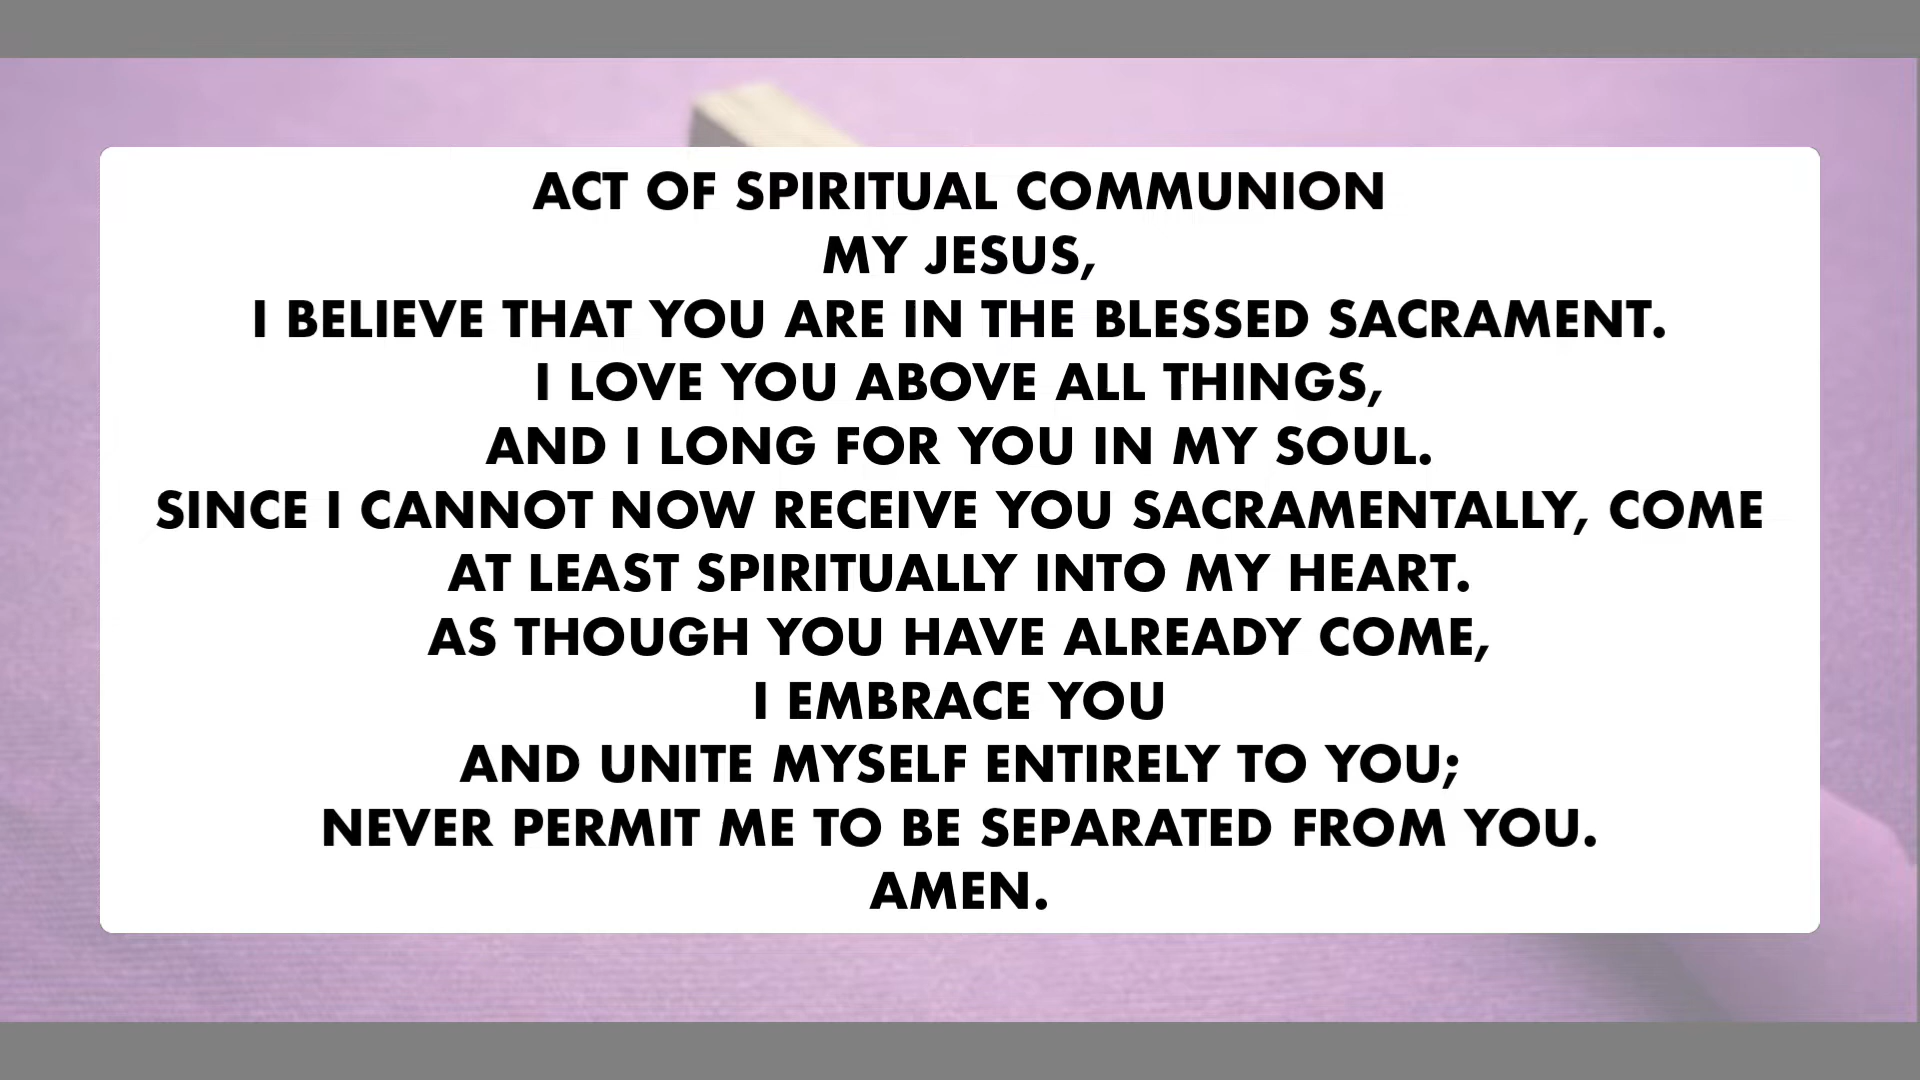 ACT OF SPIRITUAL COMMUNION
MY JESUS,
I BELIEVE THAT YOU ARE IN THE BLESSED SACRAMENT.
I LOVE YOU ABOVE ALL THINGS,
AND I LONG FOR YOU IN MY SOUL.
SINCE I CANNOT NOW RECEIVE YOU SACRAMENTALLY, COME
AT LEAST SPIRITUALLY INTO MY HEART.
AS THOUGH YOU HAVE ALREADY COME,
I EMBRACE YOU
AND UNITE MYSELF ENTIRELY TO YOU;
NEVER PERMIT ME TO BE SEPARATED FROM YOU.
AMEN.